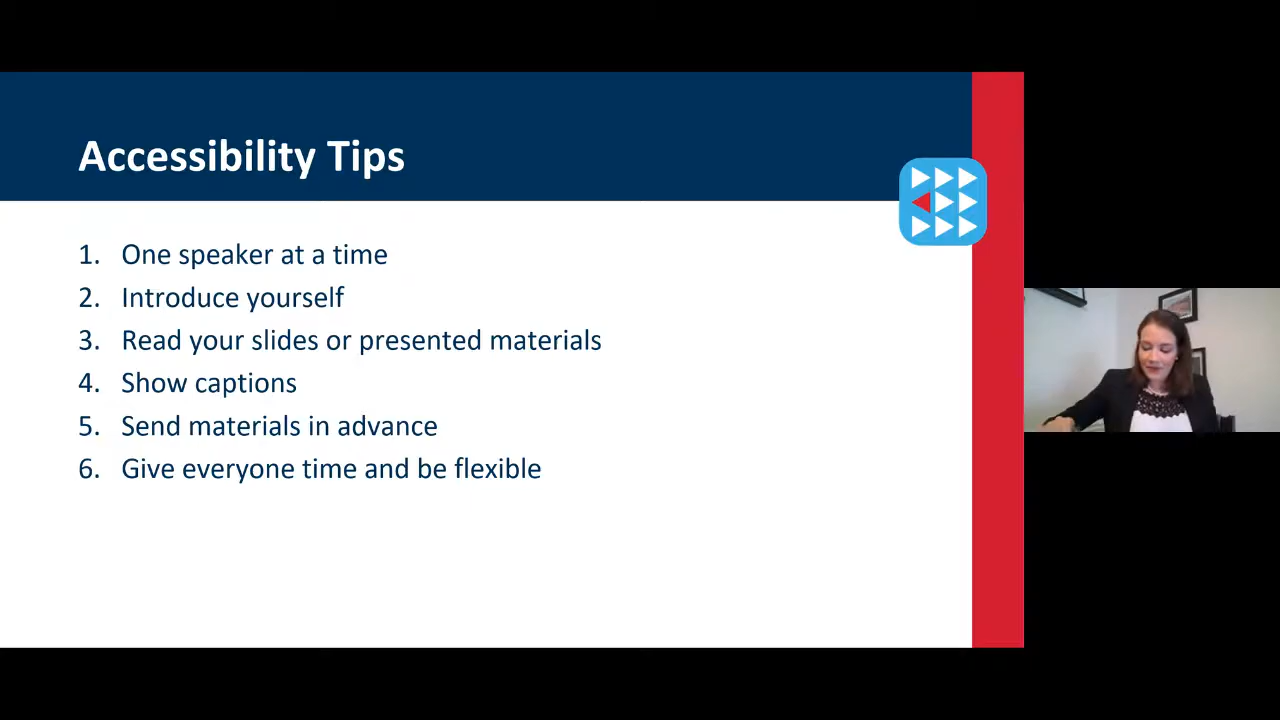 Accessibility Tips
1. One speaker at a time
2. Introduce yourself
3. Read your slides or presented materials
4. Show captions
5. Send materials in advance
6. Give everyone time and be flexible